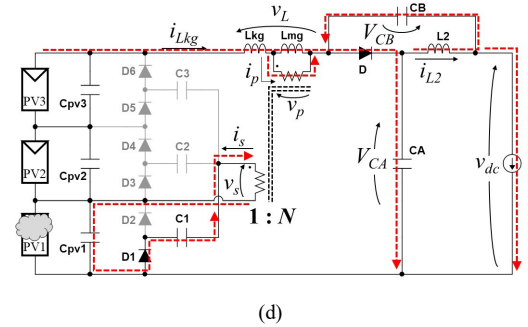 v_L
CB
i_Lkg
Lkg
Lmg
V_CB
L2
D6
C3
i_p
D
i_L2
PV3
Cpv3
D5
v_p
D4
i_s
V_CA
CA
v_dc
PV2
Cpv2
C2
D3
v_s
D2
1 : N
PV1
Cpv1
C1
D1
(d)